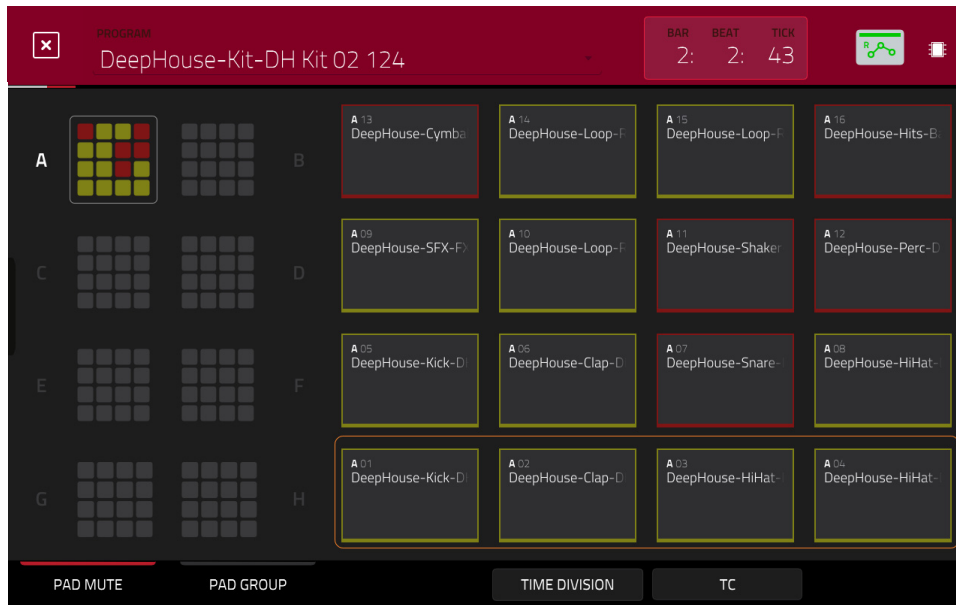 PROGRAM
DeepHouse-Kit-DH Kit 02 124
BAR BEAT TICK
2: 2: 43
R
A
B
C
D
E
F
G
H
A 13
DeepHouse-Cymba
A 14
DeepHouse-Loop-R
A 15
DeepHouse-Loop-R
A 16
DeepHouse-Hits-Ba
A 09
DeepHouse-SFX-FX
A 10
DeepHouse-Loop-P
A 11
DeepHouse-Shaker
A 12
DeepHouse-Perc-D
A 05
DeepHouse-Kick-D
A 06
DeepHouse-Clap-D
A 07
DeepHouse-Snare-
A 08
DeepHouse-HiHat-
A 01
DeepHouse-Kick-D
A 02
DeepHouse-Clap-D
A 03
DeepHouse-HiHat-
A 04
DeepHouse-HiHat-
PAD MUTE
PAD GROUP
TIME DIVISION
TC